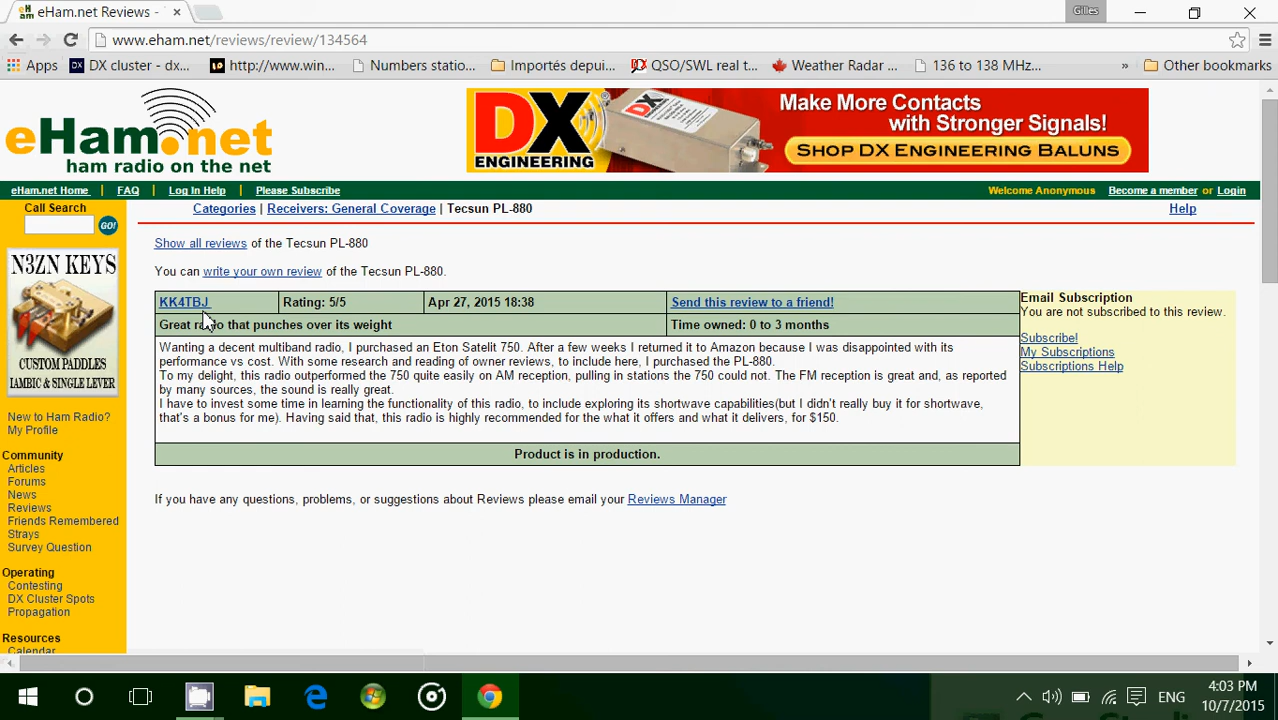 eHam.net Reviews -
Gilles
www.eham.net/reviews/review/134564
Apps
DX cluster - dx...
http://www.win...
Numbers statio...
Importés depui...
QSO/SWL real t...
Weather Radar ...
136 to 138 MHz...
»
Other bookmarks
eHam.net
ham radio on the net
DX
ENGINEERING
Make More Contacts
with Stronger Signals!
SHOP DX ENGINEERING BALUNS
eHam.net Home | FAQ | Log In Help | Please Subscribe
Welcome Anonymous Become a member or Login
Call Search
GO!
Categories | Receivers: General Coverage | Tecsun PL-880
Help
N3ZN KEYS
CUSTOM PADDLES
IAMBIC & SINGLE LEVER
New to Ham Radio?
My Profile
Community
Articles
Forums
News
Reviews
Friends Remembered
Strays
Survey Question
Operating
Contesting
DX Cluster Spots
Propagation
Resources
Calendar
Show all reviews of the Tecsun PL-880
You can write your own review of the Tecsun PL-880.
KK4TBJ
Rating: 5/5
Apr 27, 2015 18:38
Send this review to a friend!
Great radio that punches over its weight
Time owned: 0 to 3 months
Wanting a decent multiband radio, I purchased an Eton Satelit 750. After a few weeks I returned it to Amazon because I was disappointed with its
performance vs cost. With some research and reading of owner reviews, to include here, I purchased the PL-880.
To my delight, this radio outperformed the 750 quite easily on AM reception, pulling in stations the 750 could not. The FM reception is great and, as reported
by many sources, the sound is really great.
I have to invest some time in learning the functionality of this radio, to include exploring its shortwave capabilities(but I didn't really buy it for shortwave,
that's a bonus for me). Having said that, this radio is highly recommended for the what it offers and what it delivers, for $150.
Product is in production.
Email Subscription
You are not subscribed to this review.
Subscribe!
My Subscriptions
Subscriptions Help
If you have any questions, problems, or suggestions about Reviews please email your Reviews Manager
ENG
4:03 PM
10/7/2015